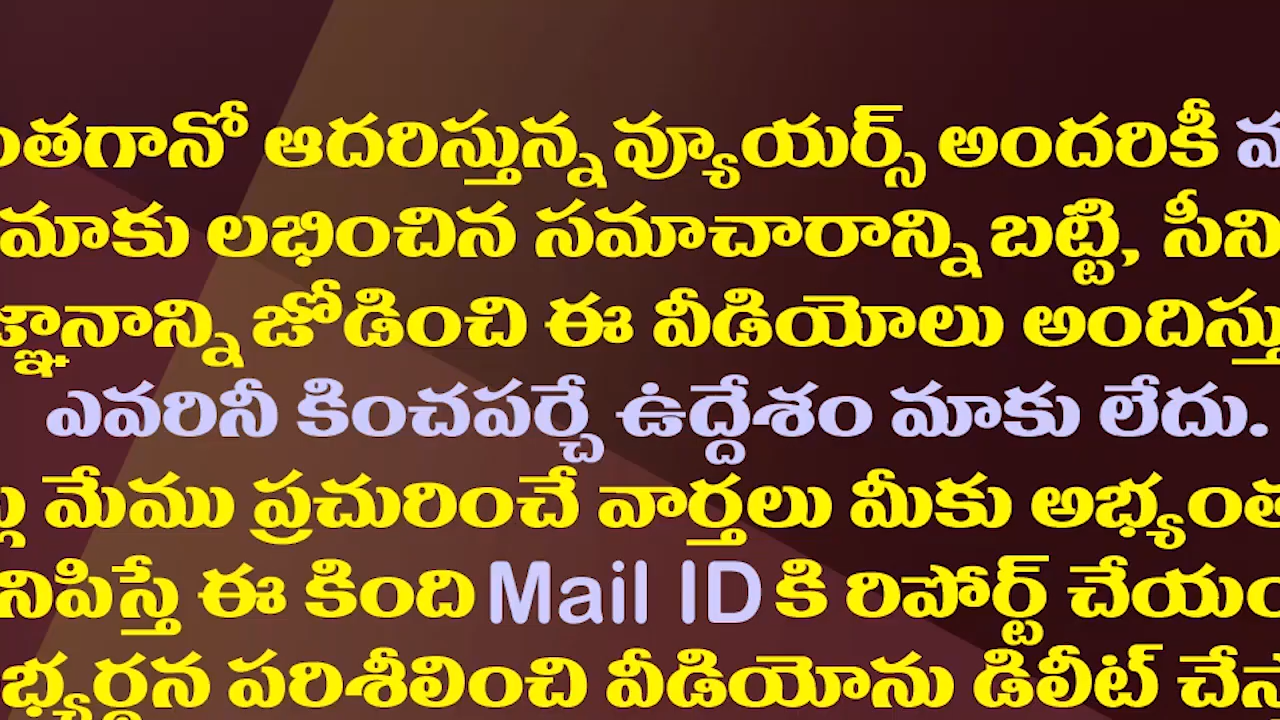 ంతగానో ఆదరిస్తున్న వ్యూయర్స్ అందరికీ
మాకు లభించిన సమాచారాన్ని బట్టి, సీని
జ్ఞానాన్ని జోడించి ఈ వీడియోలు అందిస్తు
ఎవరినీ కించపర్చే ఉద్దేశం మాకు లేదు.
మేము ప్రచురించే వార్తలు మీకు అభ్యంత
నిపిస్తే ఈ కింది Mail ID కి రిపోర్ట్ చేయం
భ్యర్థన పరిశీలించి వీడియోను డిలీట్ చేస